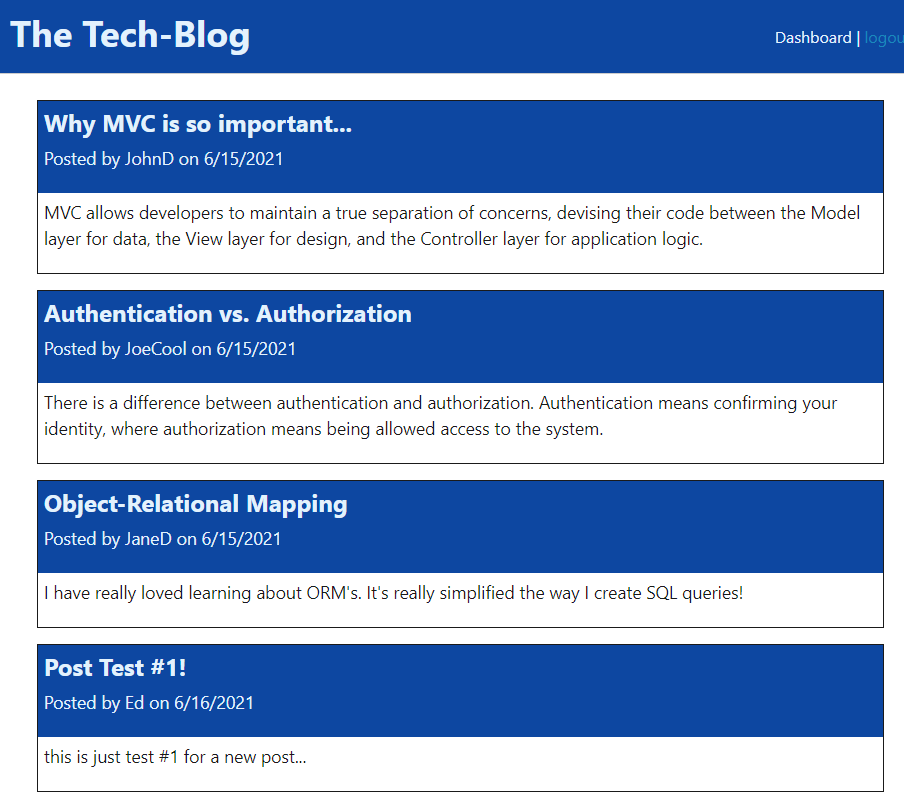 The Tech-Blog
Dashboard | logou
Why MVC is so important...
Posted by JohnD on 6/15/2021
MVC allows developers to maintain a true separation of concerns, devising their code between the Model
layer for data, the View layer for design, and the Controller layer for application logic.
Authentication vs. Authorization
Posted by JoeCool on 6/15/2021
There is a difference between authentication and authorization. Authentication means confirming your
identity, where authorization means being allowed access to the system.
Object-Relational Mapping
Posted by JaneD on 6/15/2021
I have really loved learning about ORM's. It's really simplified the way I create SQL queries!
Post Test #1!
Posted by Ed on 6/16/2021
this is just test #1 for a new post...